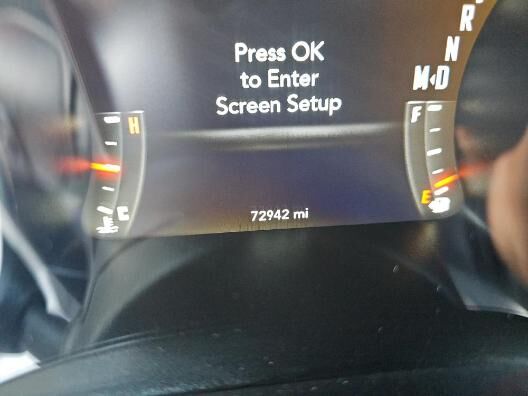 Press OK
to Enter
Screen Setup
R
N
M◁D
H
C
F
E
72942 mi